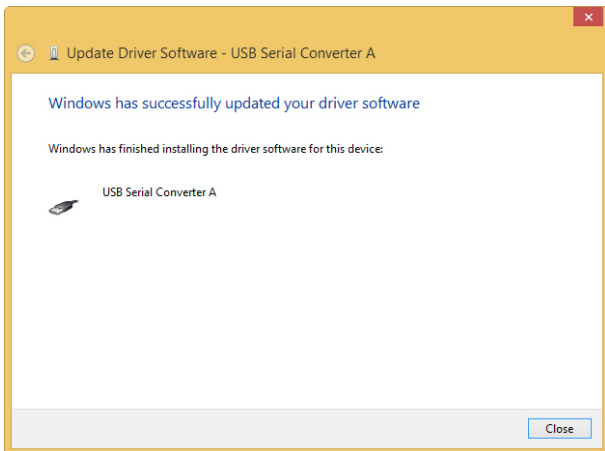 Update Driver Software - USB Serial Converter A
Windows has successfully updated your driver software
Windows has finished installing the driver software for this device:
USB Serial Converter A
Close